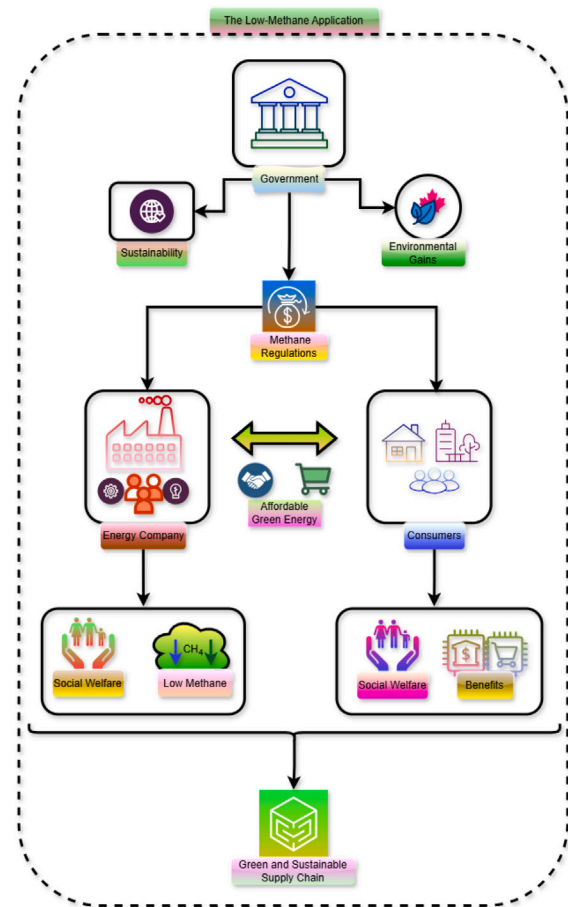 The Low-Methane Application
Government
Sustainability
Environmental
Gains
$
Methane
Regulations
Affordable
Green Energy
Energy Company
Consumers
CH4
Social Welfare
Low Methane
$
Social Welfare
Benefits
Green and Sustainable
Supply Chain